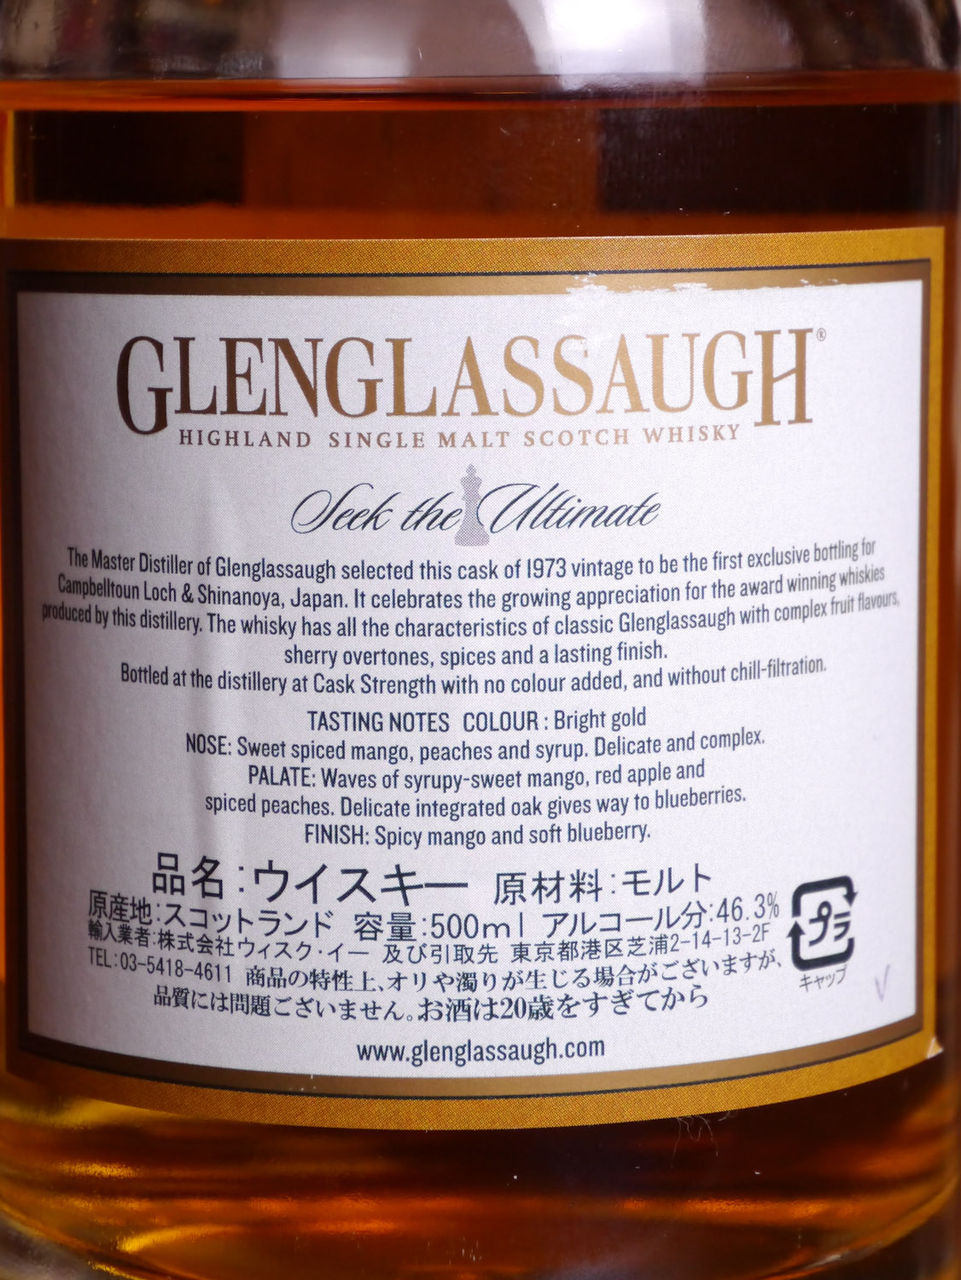 GLENGLASSAUGH®
HIGHLAND SINGLE MALT SCOTCH WHISKY
Seek the Ultimate
The Master Distiller of Glenglassaugh selected this cask of 1973 vintage to be the first exclusive bottling for
Campbelltoun Loch & Shinanoya, Japan. It celebrates the growing appreciation for the award winning whiskies
produced by this distillery. The whisky has all the characteristics of classic Glenglassaugh with complex fruit flavours,
sherry overtones, spices and a lasting finish.
Bottled at the distillery at Cask Strength with no colour added, and without chill-filtration.
TASTING NOTES COLOUR : Bright gold
NOSE: Sweet spiced mango, peaches and syrup. Delicate and complex.
PALATE: Waves of syrupy-sweet mango, red apple and
spiced peaches. Delicate integrated oak gives way to blueberries.
FINISH: Spicy mango and soft blueberry.
品名:ウイスキー 原材料:モルト
原産地:スコットランド 容量:500ml アルコール分:46.3%
輸入業者:株式会社ウィスク・イー 及び引取先 東京都港区芝浦2-14-13-2F
TEL:03-5418-4611 商品の特性上、オリや濁りが生じる場合がございますが、
品質には問題ございません。お酒は20歳をすぎてから
プラ
キャップ
www.glenglassaugh.com